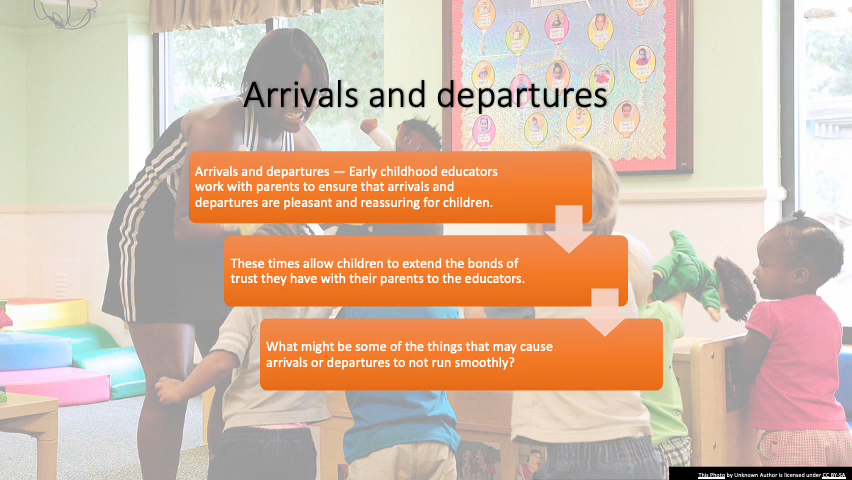 Arrivals and departures
Arrivals and departures — Early childhood educators
work with parents to ensure that arrivals and
departures are pleasant and reassuring for children.
These times allow children to extend the bonds of
trust they have with their parents to the educators.
What might be some of the things that may cause
arrivals or departures to not run smoothly?
This Photo by Unknown Author is licensed under CC BY-SA